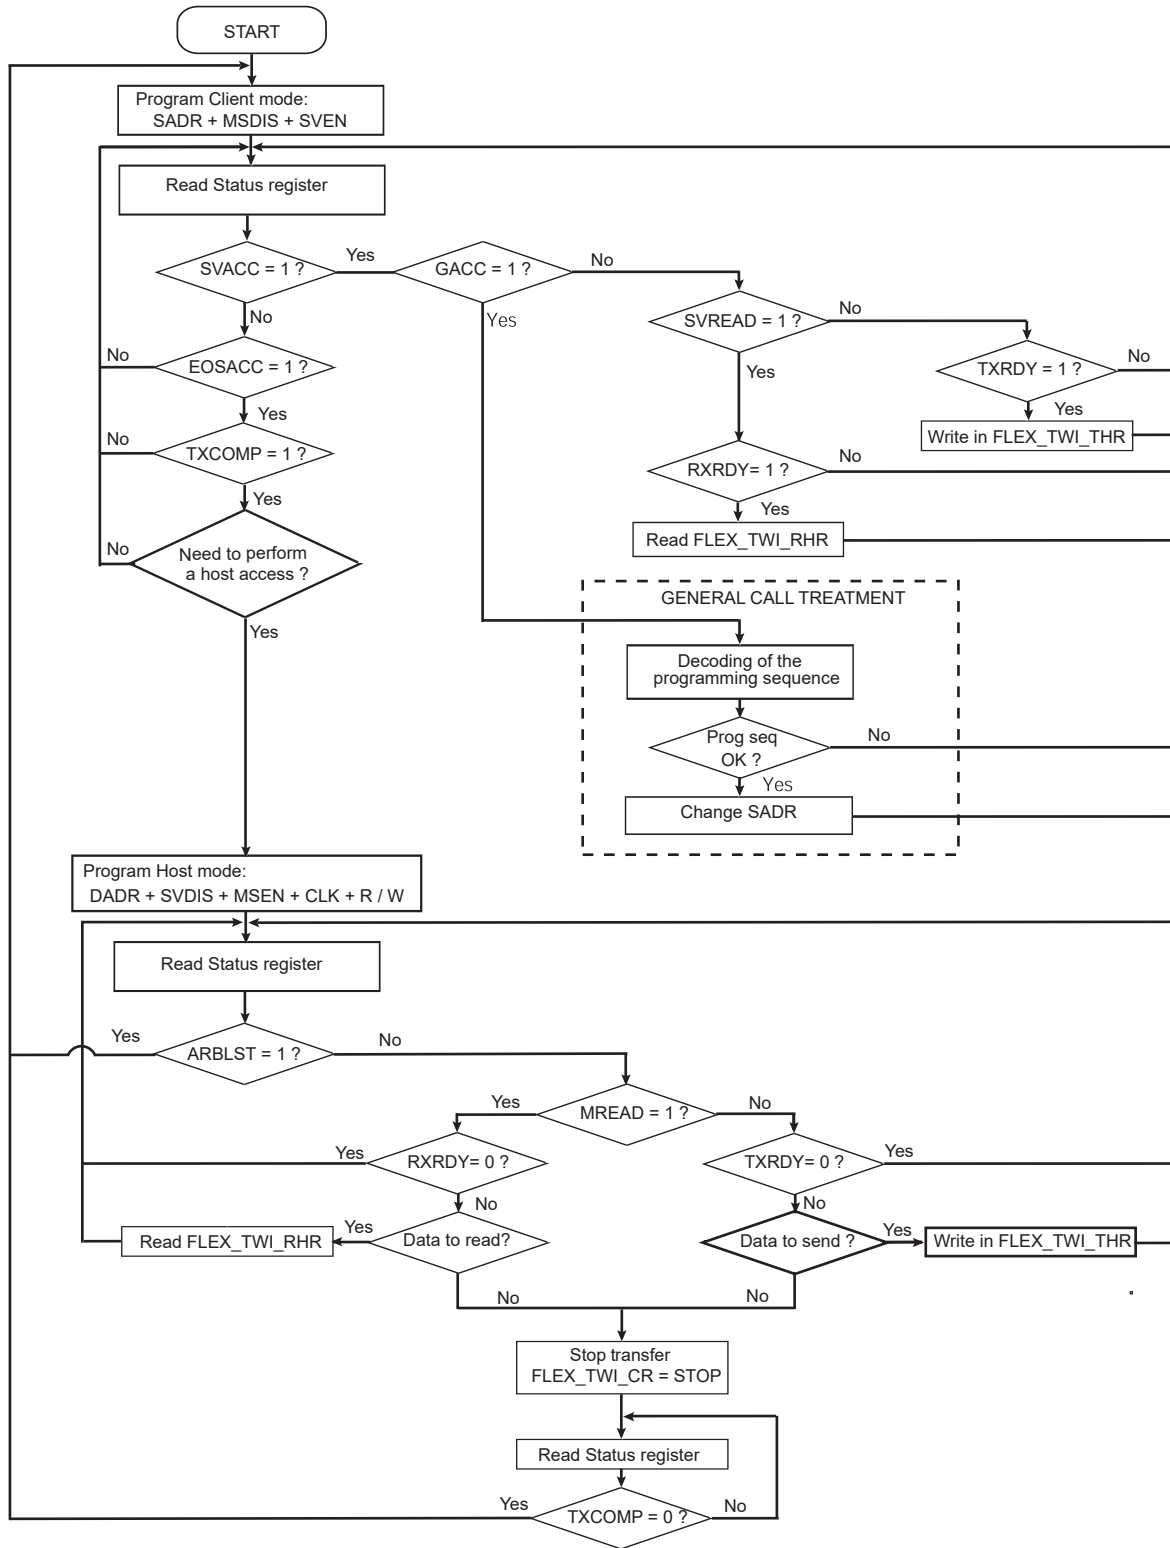 START
Program Client mode:
SADR + MSDIS + SVEN
Read Status register
SVACC = 1 ?
Yes
GACC = 1 ?
No
No
Yes
SVREAD = 1 ?
No
Yes
TXRDY = 1 ?
No
Yes
Write in FLEX_TWI_THR
EOSACC = 1 ?
No
Yes
TXCOMP = 1 ?
No
Yes
RXRDY= 1 ?
No
Yes
Read FLEX_TWI_RHR
Need to perform
a host access ?
No
Yes
GENERAL CALL TREATMENT
Decoding of the
programming sequence
Prog seq
OK ?
No
Yes
Change SADR
Program Host mode:
DADR + SVDIS + MSEN + CLK + R / W
Read Status register
Yes
ARBLST = 1 ?
No
Yes
MREAD = 1 ?
No
Yes
RXRDY= 0 ?
TXRDY= 0 ?
Yes
No
No
Read FLEX_TWI_RHR
Yes
Data to read?
Data to send ?
Yes
Write in FLEX_TWI_THR
No
No
Stop transfer
FLEX_TWI_CR = STOP
Read Status register
Yes
TXCOMP = 0 ?
No